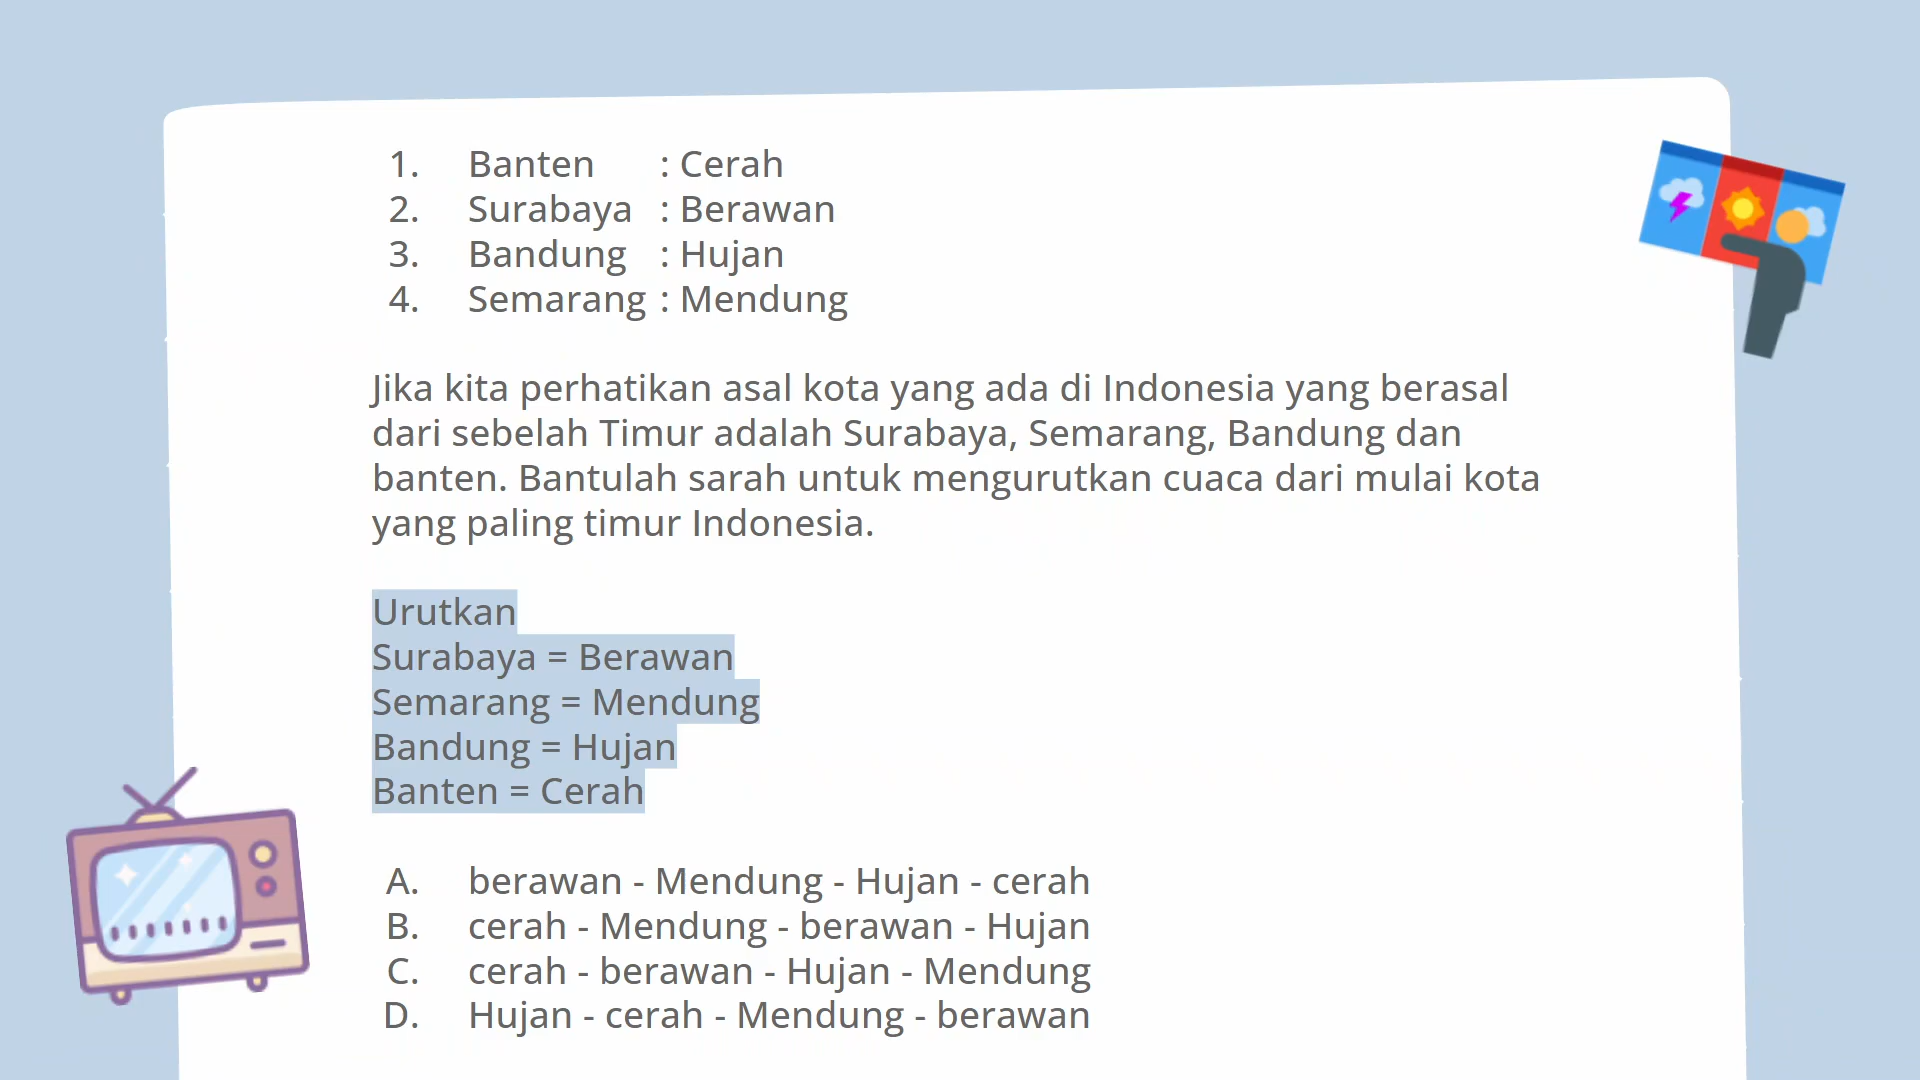 1. Banten : Cerah
2. Surabaya : Berawan
3. Bandung : Hujan
4. Semarang : Mendung
Jika kita perhatikan asal kota yang ada di Indonesia yang berasal
dari sebelah Timur adalah Surabaya, Semarang, Bandung dan
banten. Bantulah sarah untuk mengurutkan cuaca dari mulai kota
yang paling timur Indonesia.
Urutkan
Surabaya = Berawan
Semarang = Mendung
Bandung = Hujan
Banten = Cerah
A. berawan - Mendung - Hujan - cerah
B. cerah - Mendung - berawan - Hujan
C. cerah - berawan - Hujan - Mendung
D. Hujan - cerah - Mendung - berawan